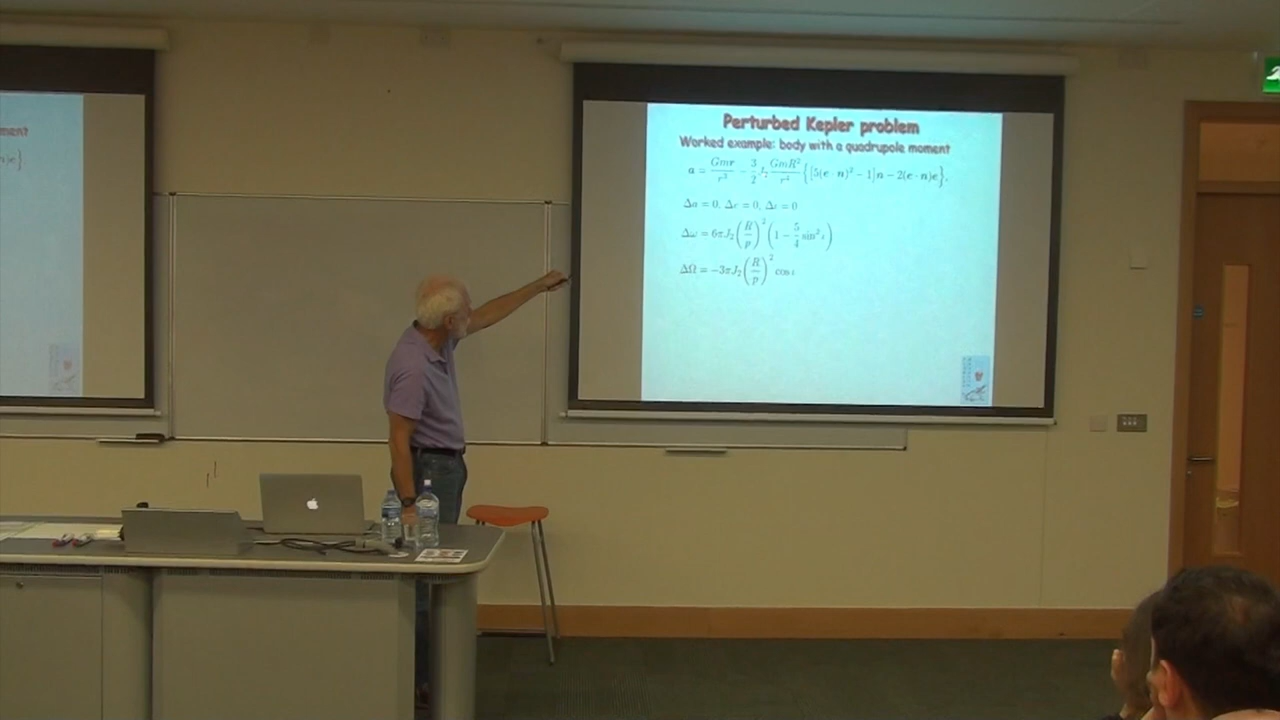 ment
n)e}
Perturbed Kepler problem
Worked example: body with a quadrupole moment
a = Gmr/r³ − 3/2 J₂ GmR²/r⁴ {[5(e · n)² − 1]n − 2(e · n)e},
Δa = 0, Δe = 0, Δι = 0
Δω = 6πJ₂(R/p)²(1 − 5/4 sin² ι)
ΔΩ = −3πJ₂(R/p)² cos ι